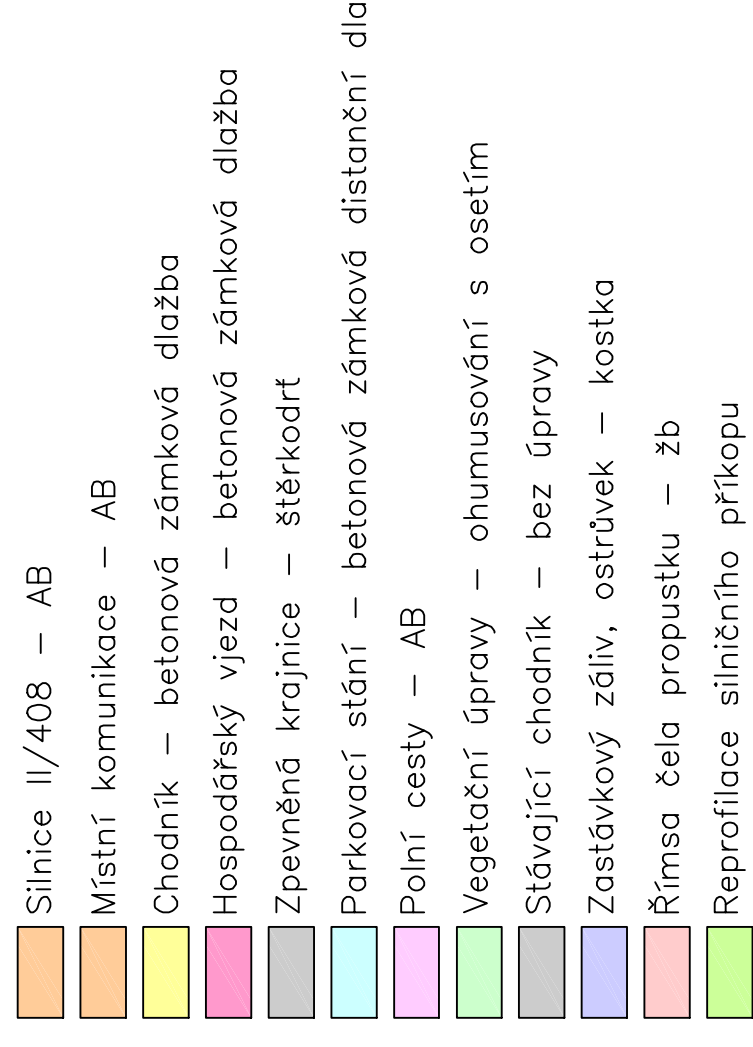 Silnice II/408 – AB
Místní komunikace – AB
Chodník – betonová zámková dlažba
Hospodářský vjezd – betonová zámková dlažba
Zpevněná krajnice – štěrkodrť
Parkovací stání – betonová zámková distanční dla
Polní cesty – AB
Vegetační úpravy – ohumusování s osetím
Stávající chodník – bez úpravy
Zastávkový záliv, ostrůvek – kostka
Římsa čela propustku – žb
Reprofilace silničního příkopu